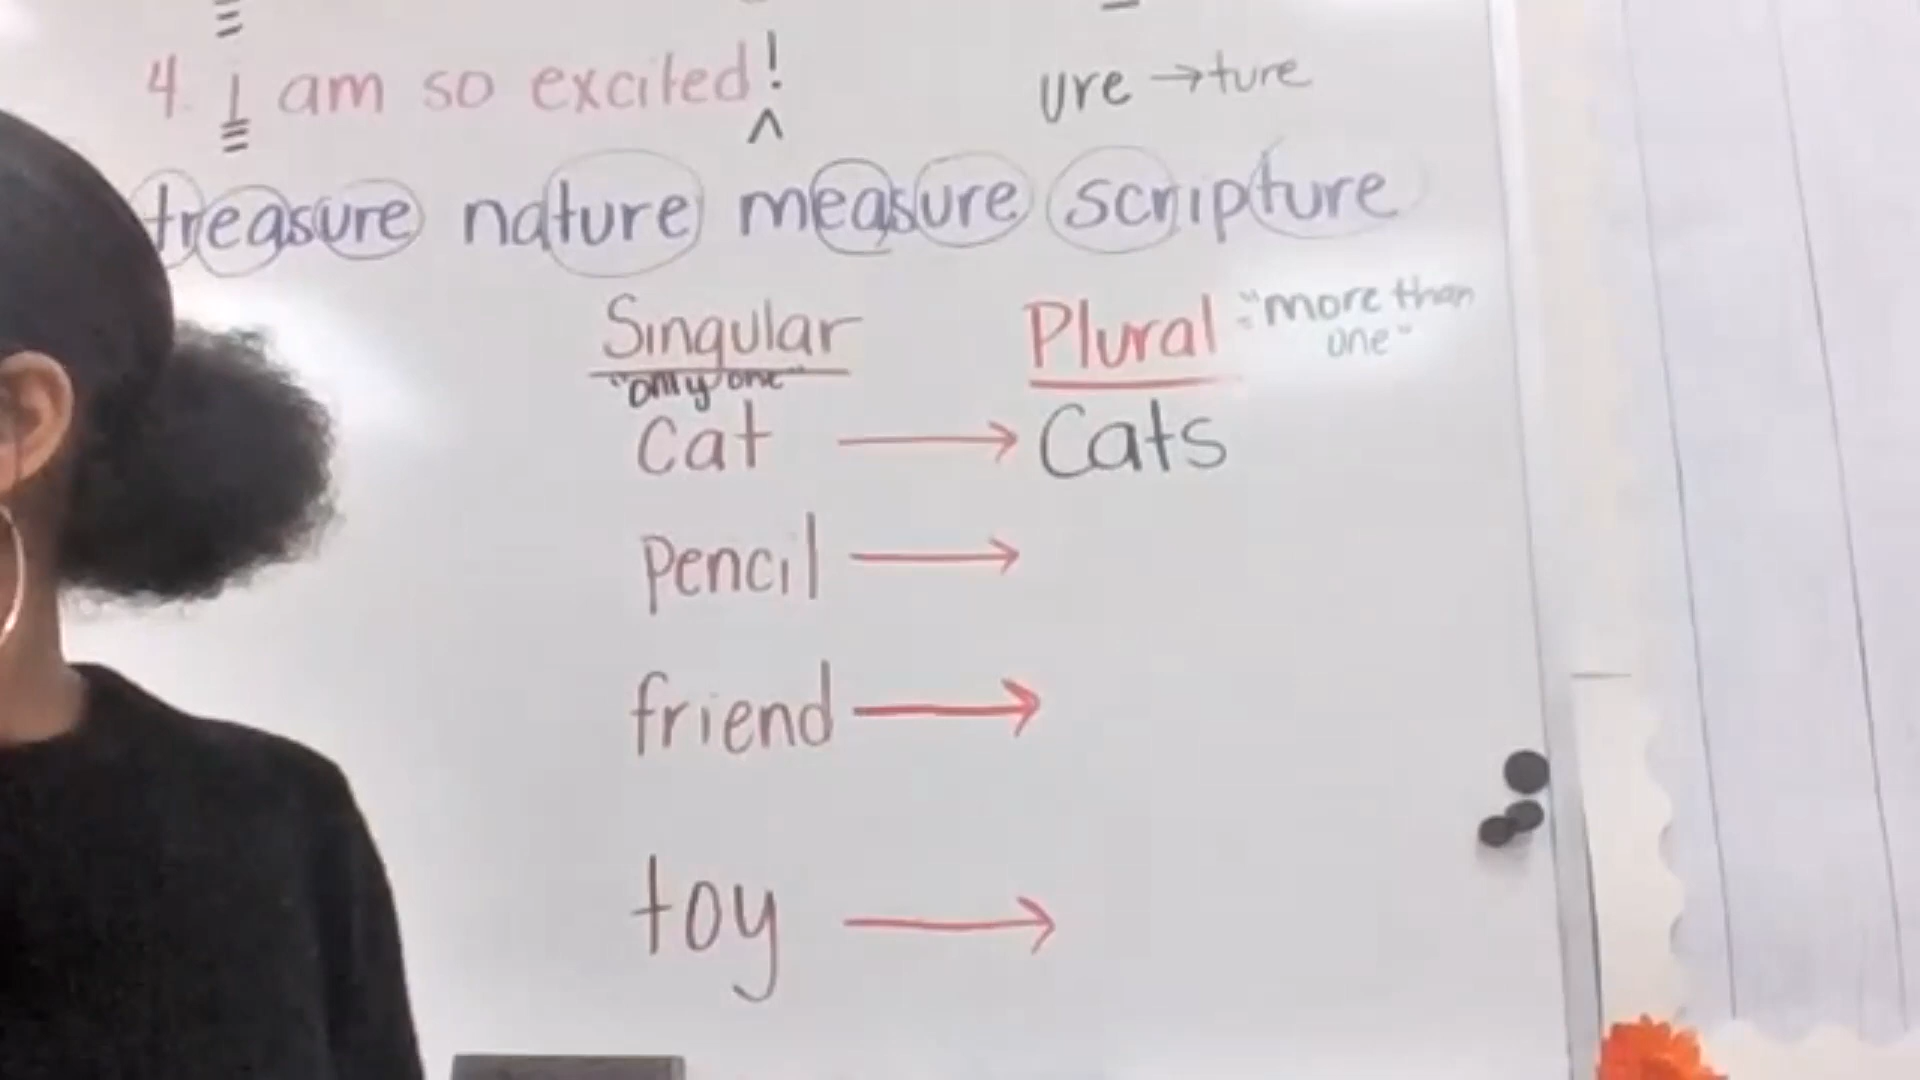 4. I am so excited!
ure → ture
treasure nature measure scripture
Singular Plural - "more than
one"
"only one"
cat → Cats
pencil →
friend →
toy →